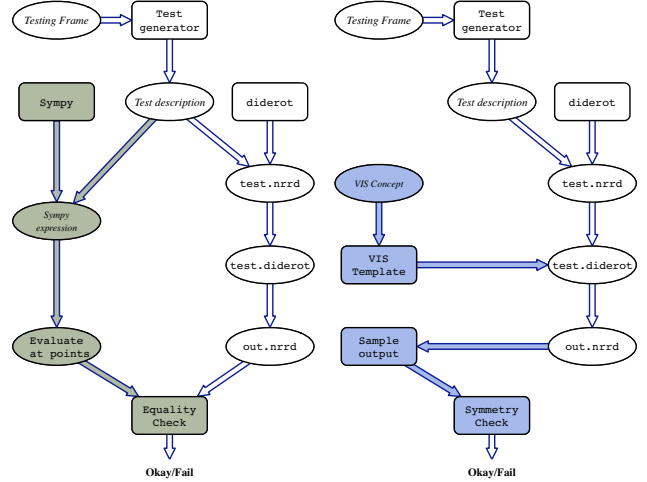 Testing Frame
Test
generator
Sympy
Test description
diderot
test.nrrd
Sympy
expression
test.diderot
Evaluate
at points
out.nrrd
Equality
Check
Okay/Fail
Testing Frame
Test
generator
Test description
diderot
test.nrrd
VIS Concept
VIS
Template
test.diderot
Sample
output
out.nrrd
Symmetry
Check
Okay/Fail